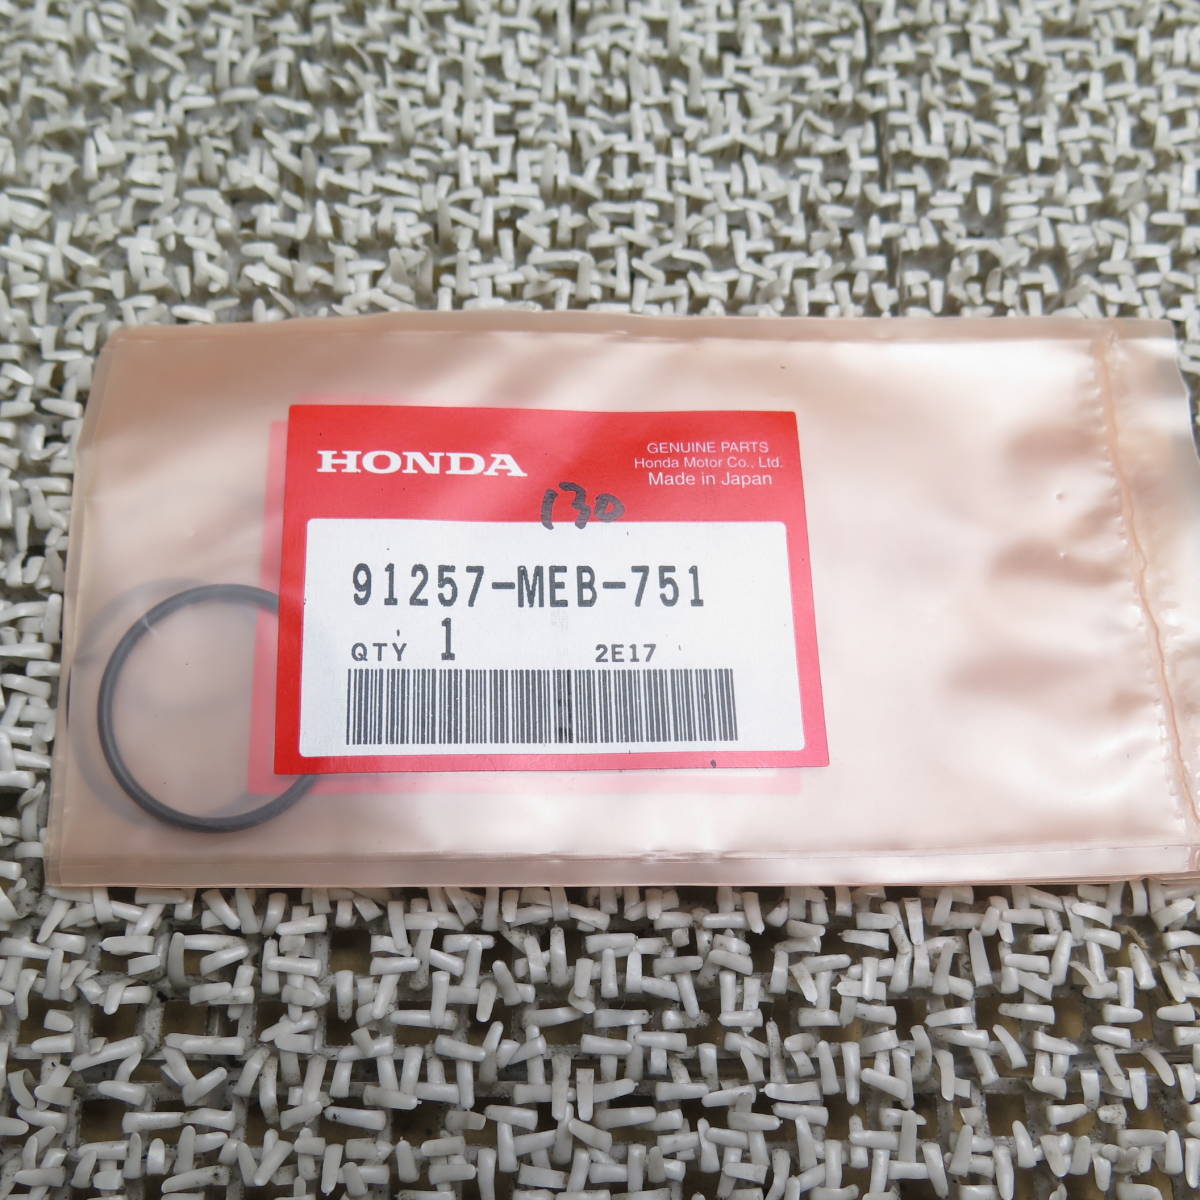 HONDA
GENUINE PARTS
Honda Motor Co., Ltd.
Made in Japan
130
91257-MEB-751
QTY 1 2E17